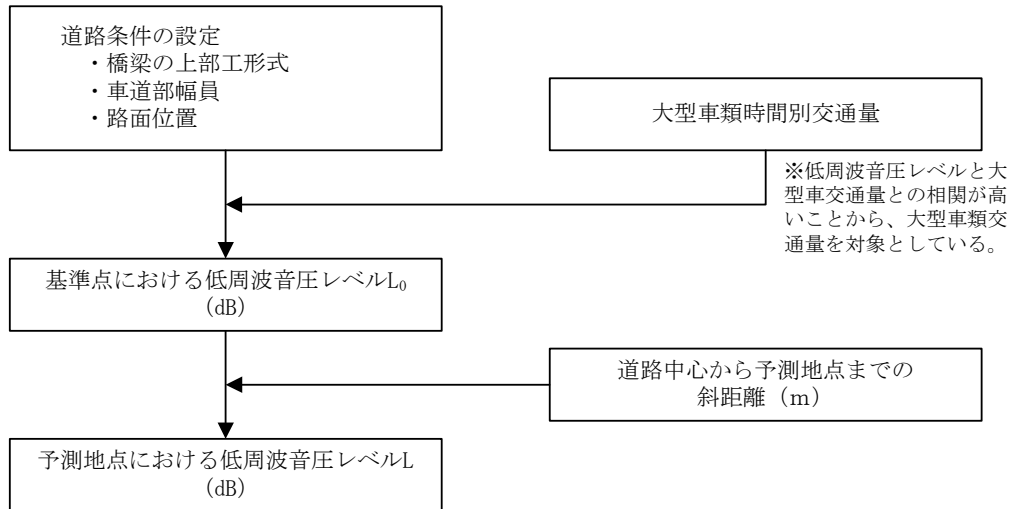 道路条件の設定
・橋梁の上部工形式
・車道部幅員
・路面位置
大型車類時間別交通量
※低周波音圧レベルと大
型車交通量との相関が高
いことから、大型車類交
通量を対象としている。
基準点における低周波音圧レベルL₀
（dB）
道路中心から予測地点までの
斜距離（m）
予測地点における低周波音圧レベルL
（dB）